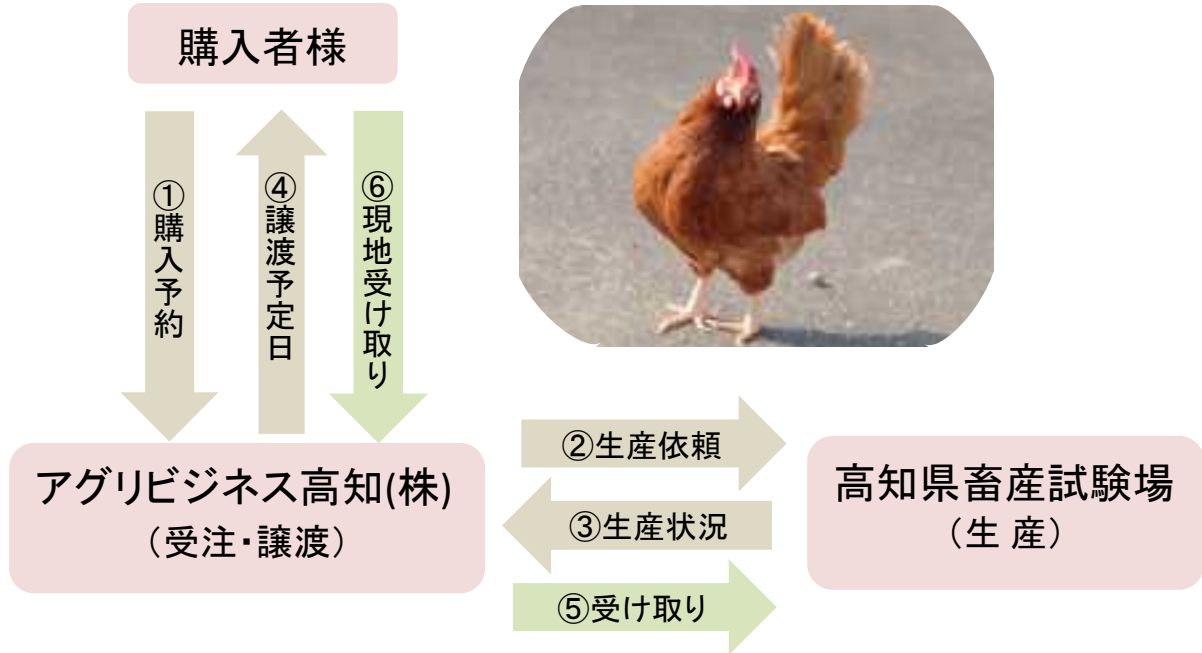 購入者様
①購入予約
④譲渡予定日
⑥現地受け取り
アグリビジネス高知(株)
(受注・譲渡)
②生産依頼
③生産状況
⑤受け取り
高知県畜産試験場
(生 産)